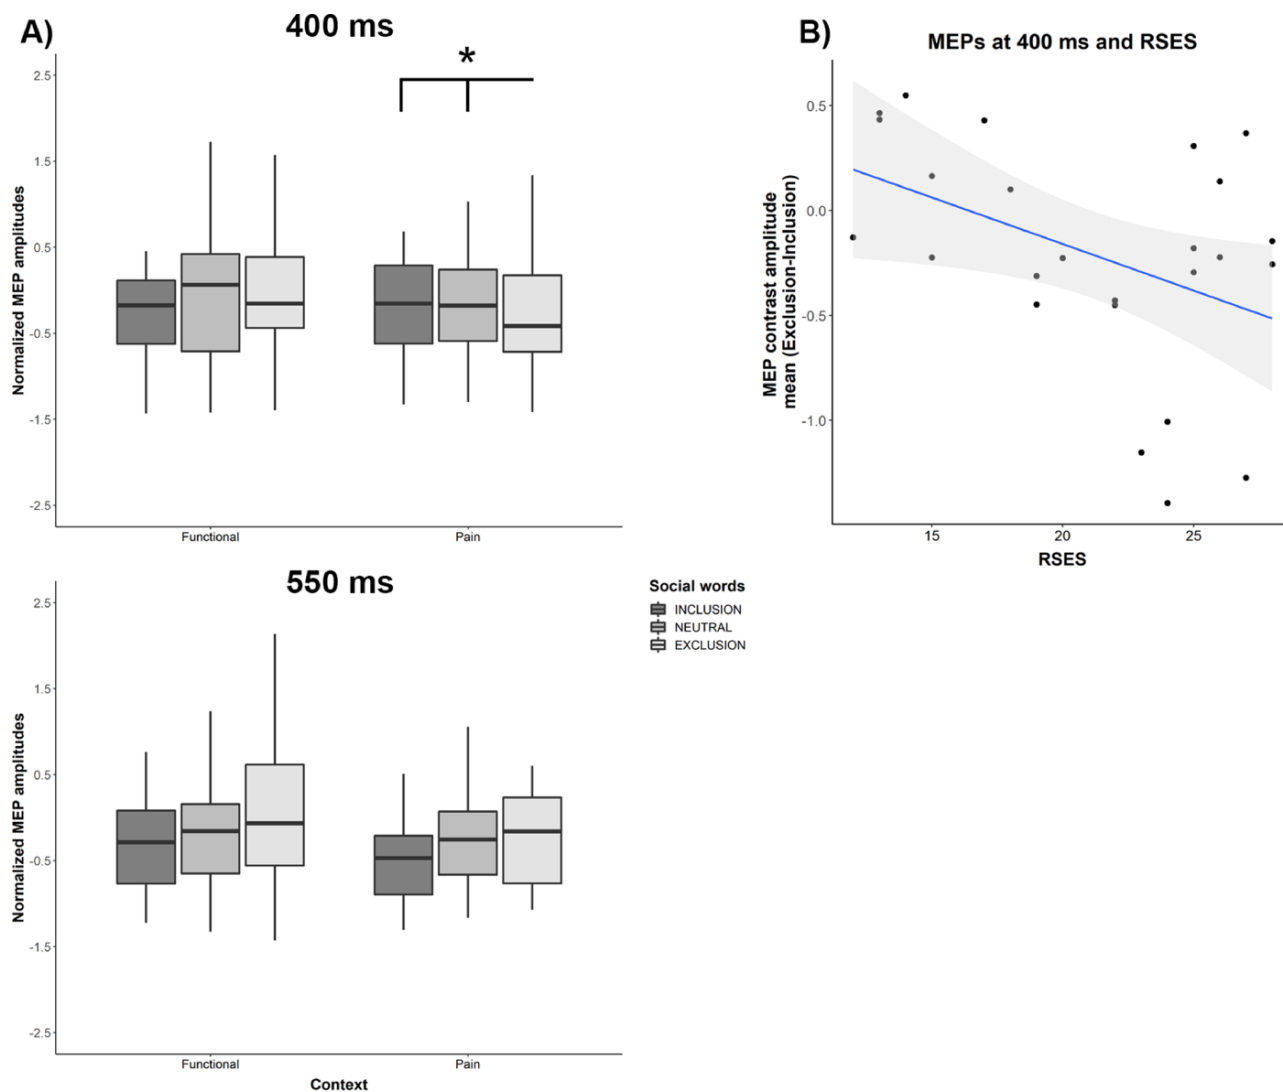 A)
400 ms
*
Normalized MEP amplitudes
2.5
1.5
0.5
-0.5
-1.5
-2.5
Functional Pain
550 ms
Normalized MEP amplitudes
2.5
1.5
0.5
-0.5
-1.5
-2.5
Functional Pain
Context
Social words
INCLUSION
NEUTRAL
EXCLUSION
B)
MEPs at 400 ms and RSES
MEP contrast amplitude
mean (Exclusion-Inclusion)
0.5
0.0
-0.5
-1.0
15 20 25
RSES